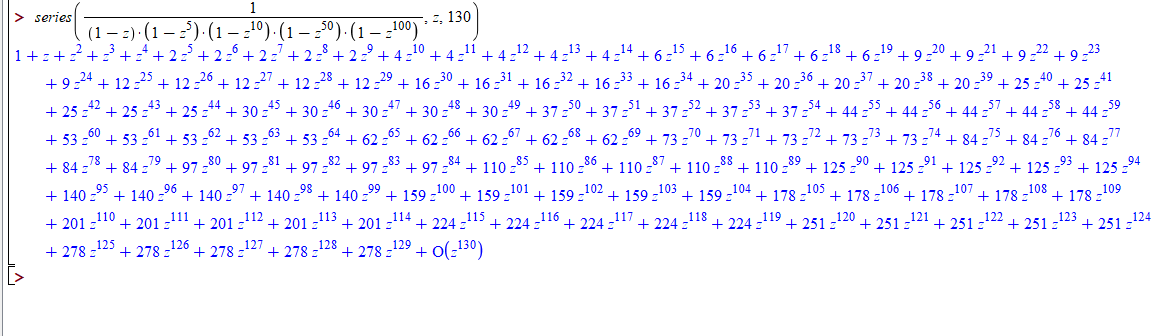 > series(1/((1−z)·(1−z^5)·(1−z^10)·(1−z^50)·(1−z^100)), z, 130)
1 + z + z^2 + z^3 + z^4 + 2 z^5 + 2 z^6 + 2 z^7 + 2 z^8 + 2 z^9 + 4 z^10 + 4 z^11 + 4 z^12 + 4 z^13 + 4 z^14 + 6 z^15 + 6 z^16 + 6 z^17 + 6 z^18 + 6 z^19 + 9 z^20 + 9 z^21 + 9 z^22 + 9 z^23
+ 9 z^24 + 12 z^25 + 12 z^26 + 12 z^27 + 12 z^28 + 12 z^29 + 16 z^30 + 16 z^31 + 16 z^32 + 16 z^33 + 16 z^34 + 20 z^35 + 20 z^36 + 20 z^37 + 20 z^38 + 20 z^39 + 25 z^40 + 25 z^41
+ 25 z^42 + 25 z^43 + 25 z^44 + 30 z^45 + 30 z^46 + 30 z^47 + 30 z^48 + 30 z^49 + 37 z^50 + 37 z^51 + 37 z^52 + 37 z^53 + 37 z^54 + 44 z^55 + 44 z^56 + 44 z^57 + 44 z^58 + 44 z^59
+ 53 z^60 + 53 z^61 + 53 z^62 + 53 z^63 + 53 z^64 + 62 z^65 + 62 z^66 + 62 z^67 + 62 z^68 + 62 z^69 + 73 z^70 + 73 z^71 + 73 z^72 + 73 z^73 + 73 z^74 + 84 z^75 + 84 z^76 + 84 z^77
+ 84 z^78 + 84 z^79 + 97 z^80 + 97 z^81 + 97 z^82 + 97 z^83 + 97 z^84 + 110 z^85 + 110 z^86 + 110 z^87 + 110 z^88 + 110 z^89 + 125 z^90 + 125 z^91 + 125 z^92 + 125 z^93 + 125 z^94
+ 140 z^95 + 140 z^96 + 140 z^97 + 140 z^98 + 140 z^99 + 159 z^100 + 159 z^101 + 159 z^102 + 159 z^103 + 159 z^104 + 178 z^105 + 178 z^106 + 178 z^107 + 178 z^108 + 178 z^109
+ 201 z^110 + 201 z^111 + 201 z^112 + 201 z^113 + 201 z^114 + 224 z^115 + 224 z^116 + 224 z^117 + 224 z^118 + 224 z^119 + 251 z^120 + 251 z^121 + 251 z^122 + 251 z^123 + 251 z^124
+ 278 z^125 + 278 z^126 + 278 z^127 + 278 z^128 + 278 z^129 + O(z^130)
>